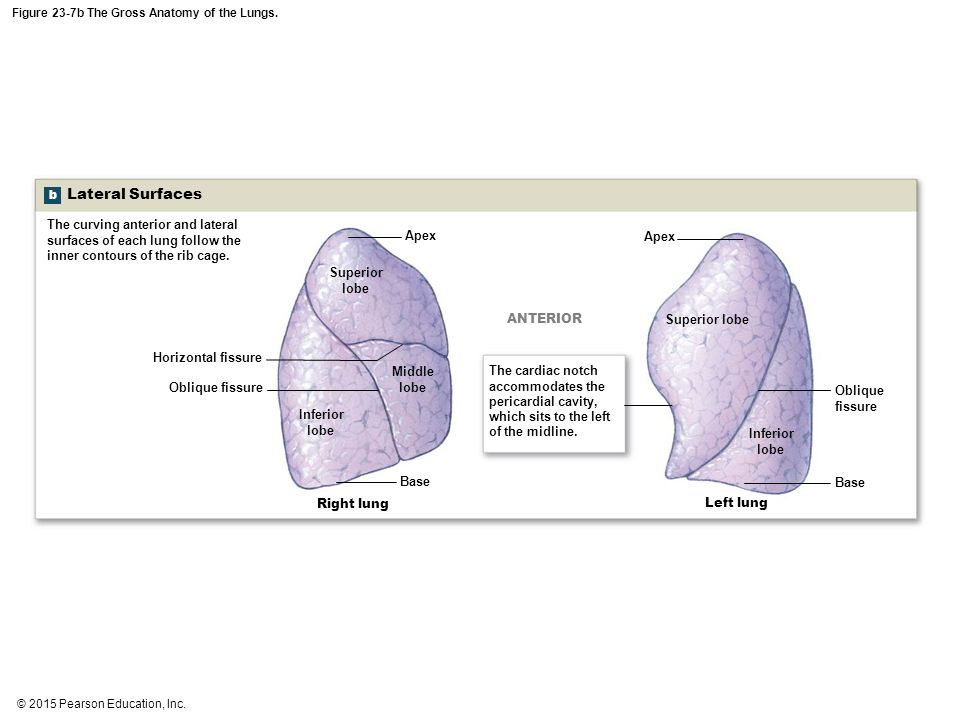 Figure 23-7b The Gross Anatomy of the Lungs.
b Lateral Surfaces
The curving anterior and lateral
surfaces of each lung follow the
inner contours of the rib cage.
Apex
Superior
lobe
Horizontal fissure
Oblique fissure
Middle
lobe
Inferior
lobe
Base
Right lung
ANTERIOR
The cardiac notch
accommodates the
pericardial cavity,
which sits to the left
of the midline.
Apex
Superior lobe
Oblique
fissure
Inferior
lobe
Base
Left lung
© 2015 Pearson Education, Inc.